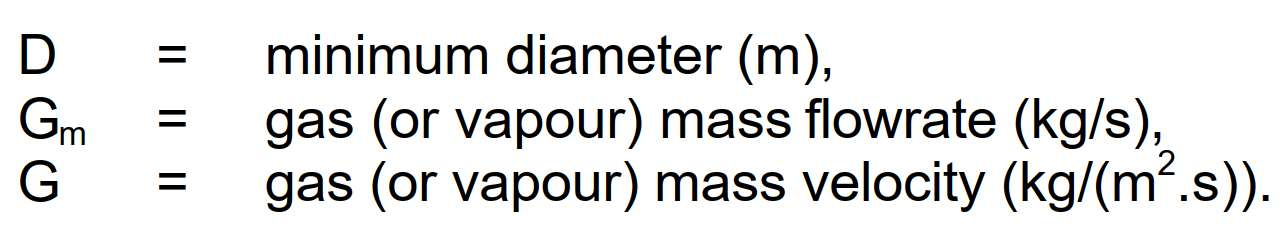 D = minimum diameter (m),
Gₘ = gas (or vapour) mass flowrate (kg/s),
G = gas (or vapour) mass velocity (kg/(m².s)).